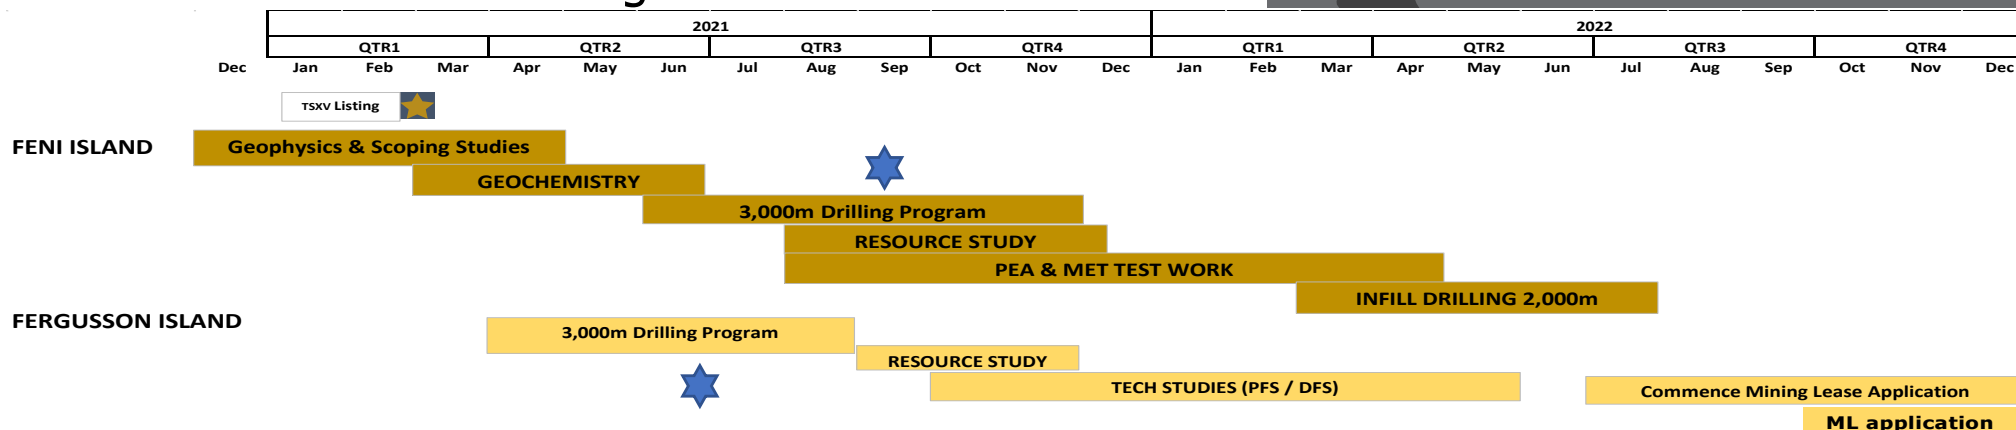 2021 2022
QTR1 QTR2 QTR3 QTR4 QTR1 QTR2 QTR3 QTR4
Dec Jan Feb Mar Apr May Jun Jul Aug Sep Oct Nov Dec Jan Feb Mar Apr May Jun Jul Aug Sep Oct Nov Dec
TSXV Listing
FENI ISLAND
Geophysics & Scoping Studies
GEOCHEMISTRY
3,000m Drilling Program
RESOURCE STUDY
PEA & MET TEST WORK
INFILL DRILLING 2,000m
FERGUSSON ISLAND
3,000m Drilling Program
RESOURCE STUDY
TECH STUDIES (PFS / DFS)
Commence Mining Lease Application
ML application